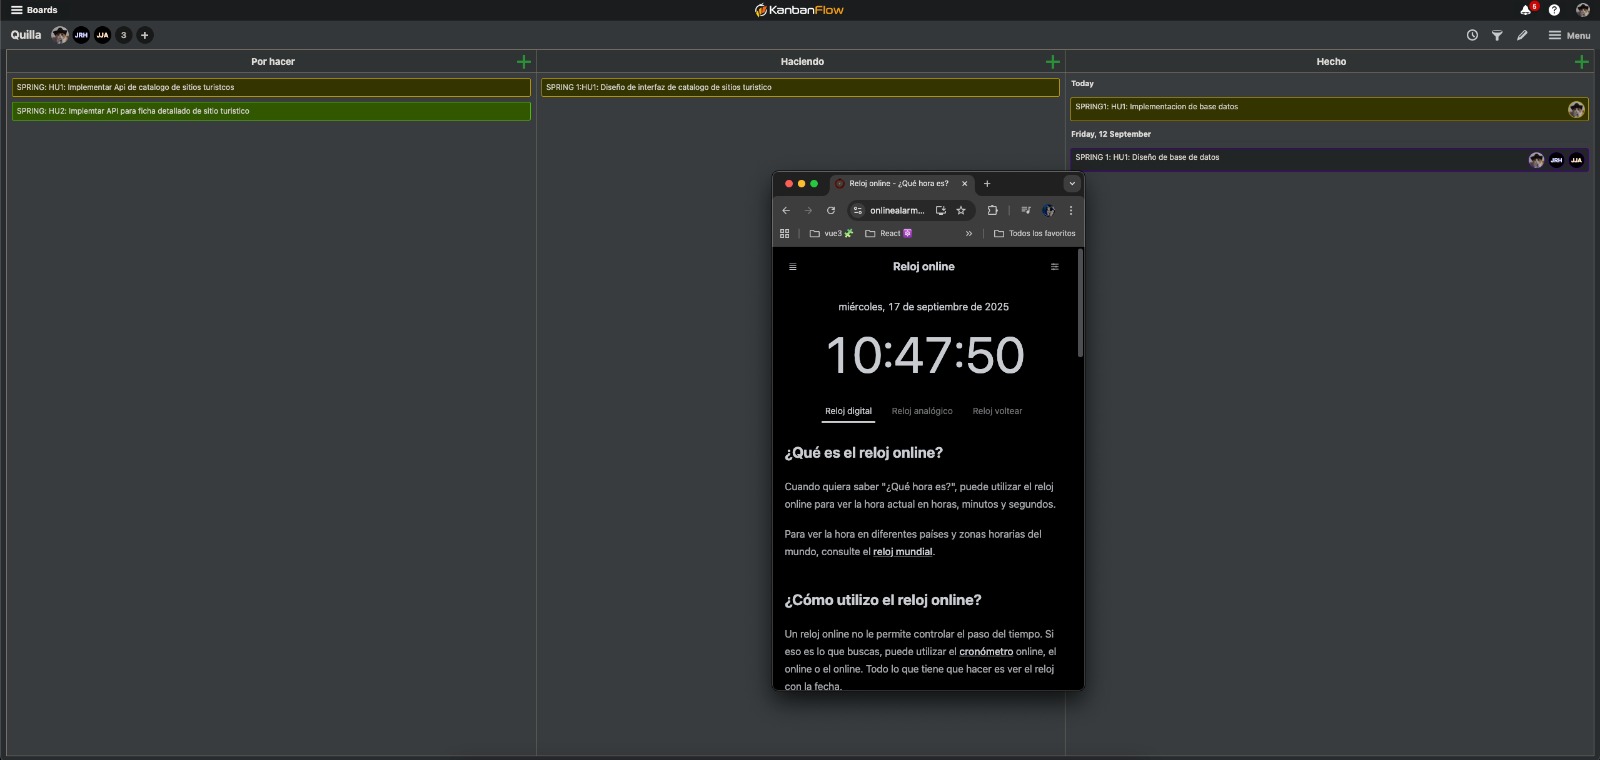 Boards
KanbanFlow
5
?
Quilla
JRH
JJA
3
+
Menu
Por hacer
SPRING: HU1: Implementar Api de catalogo de sitios turistcos
SPRING: HU2: Implemtar API para ficha detallado de sitio turistico
Haciendo
SPRING 1:HU1: Diseño de interfaz de catalogo de sitios turistico
Hecho
Today
SPRING1: HU1: Implementacion de base datos
Friday, 12 September
SPRING 1: HU1: Diseño de base de datos
JRH
JJA
Reloj online - ¿Qué hora es?
onlinealarm...
vue3
React
Todos los favoritos
Reloj online
miércoles, 17 de septiembre de 2025
10:47:50
Reloj digital
Reloj analógico
Reloj voltear
¿Qué es el reloj online?
Cuando quiera saber "¿Qué hora es?", puede utilizar el reloj
online para ver la hora actual en horas, minutos y segundos.
Para ver la hora en diferentes países y zonas horarias del
mundo, consulte el reloj mundial.
¿Cómo utilizo el reloj online?
Un reloj online no le permite controlar el paso del tiempo. Si
eso es lo que buscas, puede utilizar el cronómetro online, el
online o el online. Todo lo que tiene que hacer es ver el reloj
con la fecha.